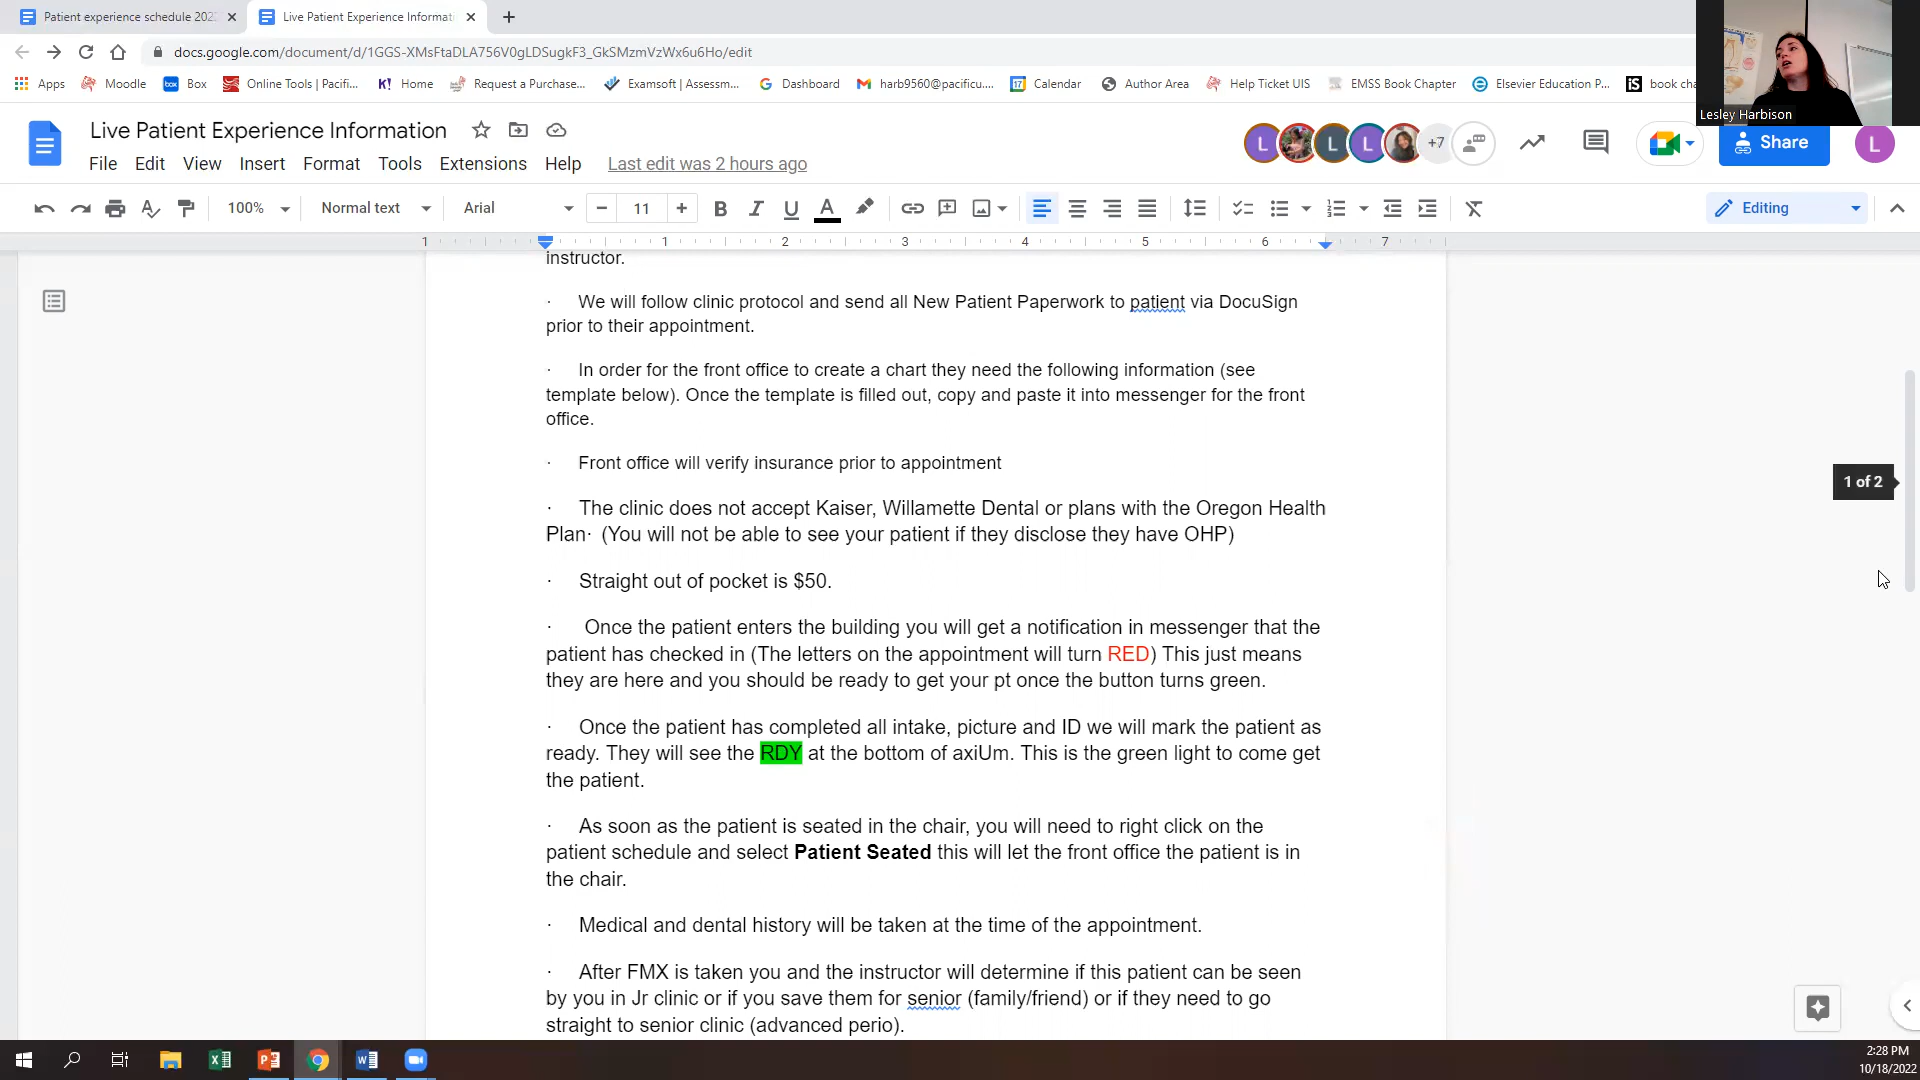 Patient experience schedule 202
Live Patient Experience Informati
docs.google.com/document/d/1GGS-XMsFtaDLA756V0gLDSugkF3_GkSMzmVzWx6u6Ho/edit
Apps Moodle Box Online Tools | Pacifi... Home Request a Purchase... Examsoft | Assessm... Dashboard harb9560@pacificu.... Calendar Author Area Help Ticket UIS EMSS Book Chapter Elsevier Education P... book cha
Lesley Harbison
Live Patient Experience Information
L L L +7 Share L
File Edit View Insert Format Tools Extensions Help Last edit was 2 hours ago
100% Normal text Arial 11 B I U A Editing
1 1 2 3 4 5 6 7
instructor.
· We will follow clinic protocol and send all New Patient Paperwork to patient via DocuSign
prior to their appointment.
· In order for the front office to create a chart they need the following information (see
template below). Once the template is filled out, copy and paste it into messenger for the front
office.
· Front office will verify insurance prior to appointment
· The clinic does not accept Kaiser, Willamette Dental or plans with the Oregon Health
Plan· (You will not be able to see your patient if they disclose they have OHP)
· Straight out of pocket is $50.
· Once the patient enters the building you will get a notification in messenger that the
patient has checked in (The letters on the appointment will turn RED) This just means
they are here and you should be ready to get your pt once the button turns green.
· Once the patient has completed all intake, picture and ID we will mark the patient as
ready. They will see the RDY at the bottom of axiUm. This is the green light to come get
the patient.
· As soon as the patient is seated in the chair, you will need to right click on the
patient schedule and select Patient Seated this will let the front office the patient is in
the chair.
· Medical and dental history will be taken at the time of the appointment.
· After FMX is taken you and the instructor will determine if this patient can be seen
by you in Jr clinic or if you save them for senior (family/friend) or if they need to go
straight to senior clinic (advanced perio).
1 of 2
2:28 PM
10/18/2022